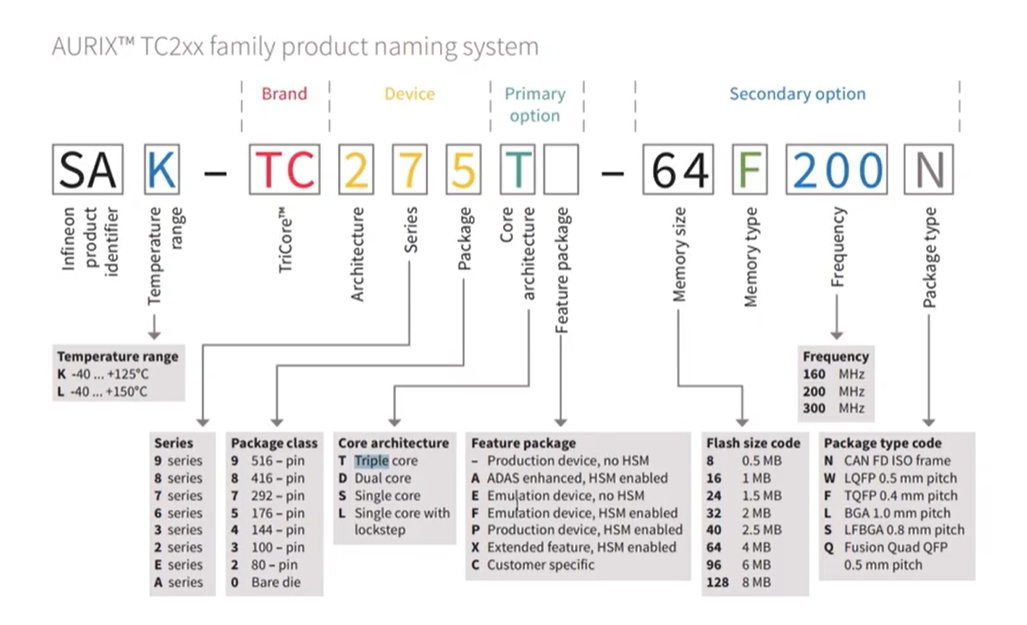 AURIX™ TC2xx family product naming system
Brand
Device
Primary
option
Secondary option
SA K – TC 2 7 5 T – 64 F 200 N
Infineon
product
identifier
Temperature
range
TriCore™
Architecture
Series
Package
Core
architecture
Feature package
Memory size
Memory type
Frequency
Package type
Temperature range
K -40 ... +125°C
L -40 ... +150°C
Frequency
160 MHz
200 MHz
300 MHz
Series
9 series
8 series
7 series
6 series
3 series
2 series
E series
A series
Package class
9 516 – pin
8 416 – pin
7 292 – pin
5 176 – pin
4 144 – pin
3 100 – pin
2 80 – pin
0 Bare die
Core architecture
T Triple core
D Dual core
S Single core
L Single core with
lockstep
Feature package
– Production device, no HSM
A ADAS enhanced, HSM enabled
E Emulation device, no HSM
F Emulation device, HSM enabled
P Production device, HSM enabled
X Extended feature, HSM enabled
C Customer specific
Flash size code
8 0.5 MB
16 1 MB
24 1.5 MB
32 2 MB
40 2.5 MB
64 4 MB
96 6 MB
128 8 MB
Package type code
N CAN FD ISO frame
W LQFP 0.5 mm pitch
F TQFP 0.4 mm pitch
L BGA 1.0 mm pitch
S LFBGA 0.8 mm pitch
Q Fusion Quad QFP
0.5 mm pitch